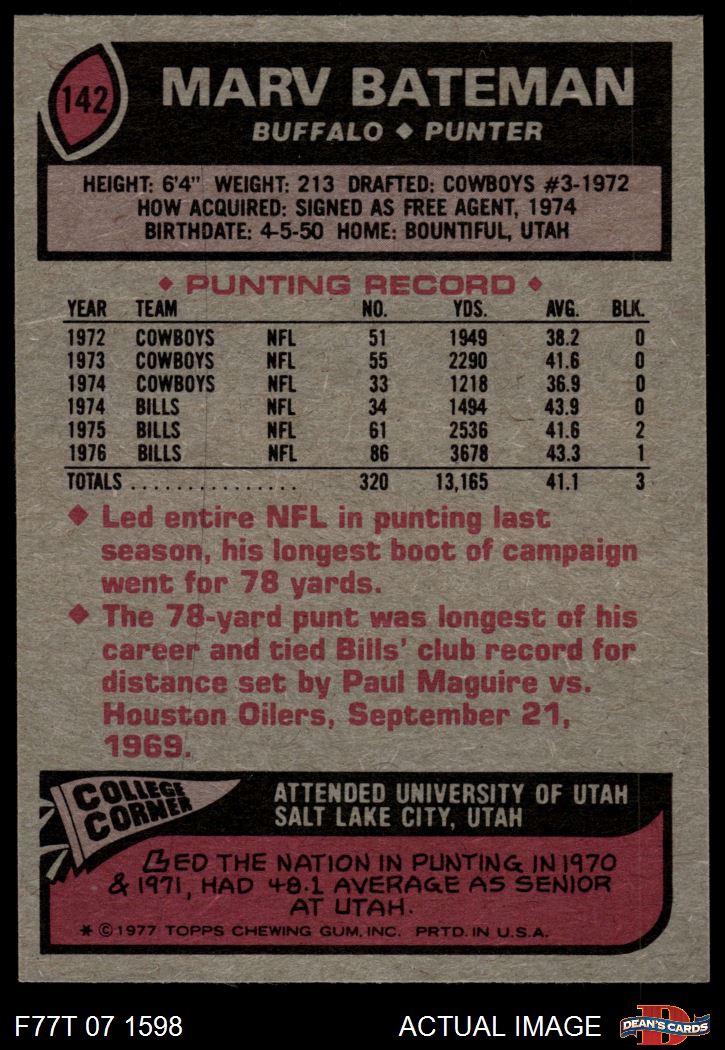 142
MARV BATEMAN
BUFFALO ◆ PUNTER
HEIGHT: 6'4" WEIGHT: 213 DRAFTED: COWBOYS #3-1972
HOW ACQUIRED: SIGNED AS FREE AGENT, 1974
BIRTHDATE: 4-5-50 HOME: BOUNTIFUL, UTAH
◆ PUNTING RECORD ◆
YEAR TEAM NO. YDS. AVG. BLK.
1972 COWBOYS NFL 51 1949 38.2 0
1973 COWBOYS NFL 55 2290 41.6 0
1974 COWBOYS NFL 33 1218 36.9 0
1974 BILLS NFL 34 1494 43.9 0
1975 BILLS NFL 61 2536 41.6 2
1976 BILLS NFL 86 3678 43.3 1
TOTALS ................ 320 13,165 41.1 3
◆ Led entire NFL in punting last
season, his longest boot of campaign
went for 78 yards.
◆ The 78-yard punt was longest of his
career and tied Bills' club record for
distance set by Paul Maguire vs.
Houston Oilers, September 21,
1969.
COLLEGE
CORNER
ATTENDED UNIVERSITY OF UTAH
SALT LAKE CITY, UTAH
LED THE NATION IN PUNTING IN 1970
& 1971, HAD 48.1 AVERAGE AS SENIOR
AT UTAH.
* © 1977 TOPPS CHEWING GUM, INC. PRTD. IN U.S.A.
F77T 07 1598 ACTUAL IMAGE
D
DEAN'S CARDS